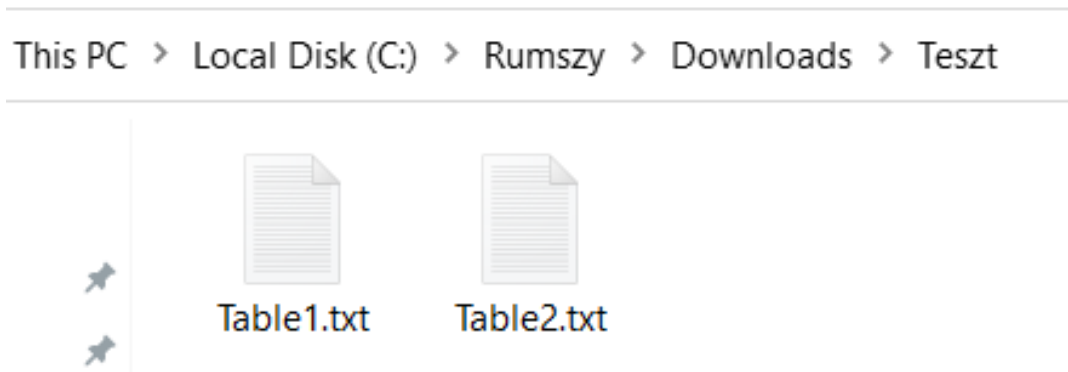 This PC > Local Disk (C:) > Rumszy > Downloads > Teszt
Table1.txt Table2.txt